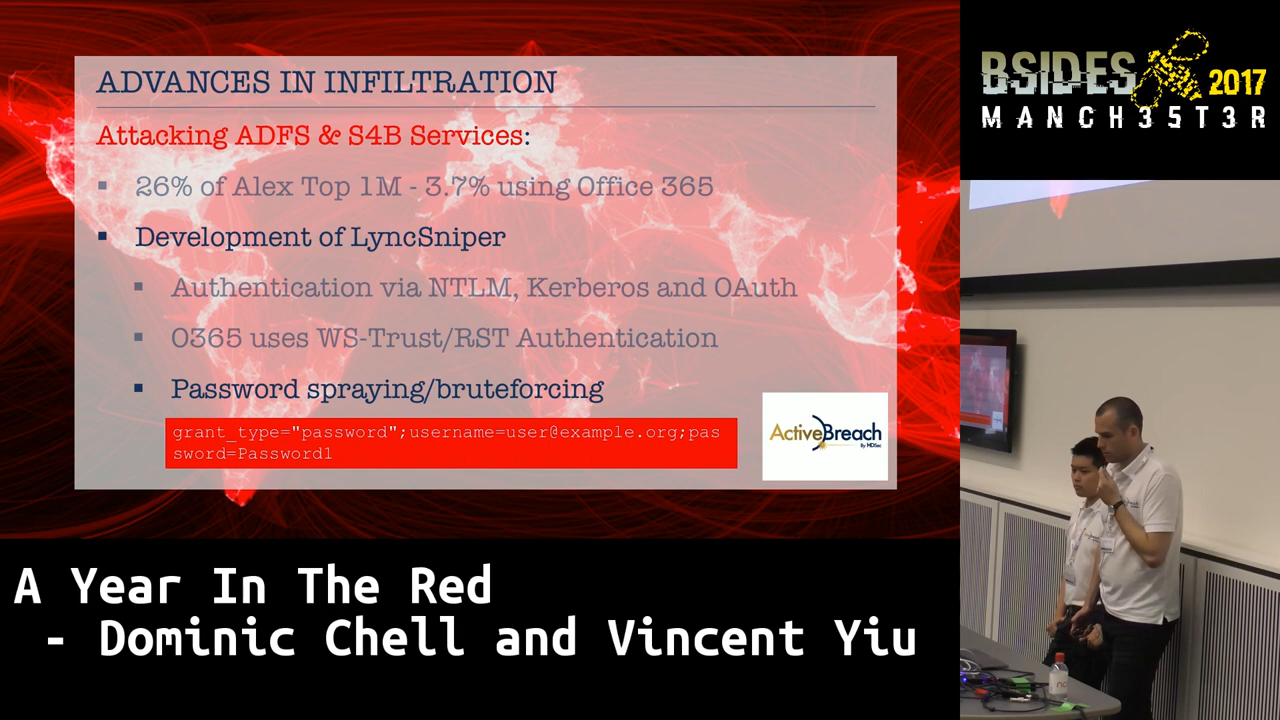 ADVANCES IN INFILTRATION
Attacking ADFS & S4B Services:
26% of Alex Top 1M - 3.7% using Office 365
Development of LyncSniper
Authentication via NTLM, Kerberos and OAuth
O365 uses WS-Trust/RST Authentication
Password spraying/bruteforcing
grant_type="password";username=user@example.org;pas
sword=Password1
ActiveBreach
By MDSec
BSIDES 2017
MANCH35T3R
A Year In The Red
- Dominic Chell and Vincent Yiu